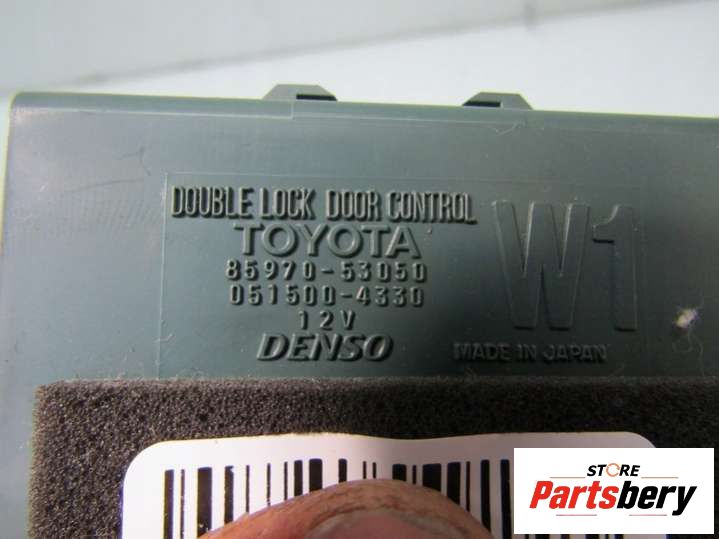 DOUBLE LOCK DOOR CONTROL
TOYOTA
85970-53050
051500-4330
12V
DENSO
W1
MADE IN JAPAN
STORE
Partsbery